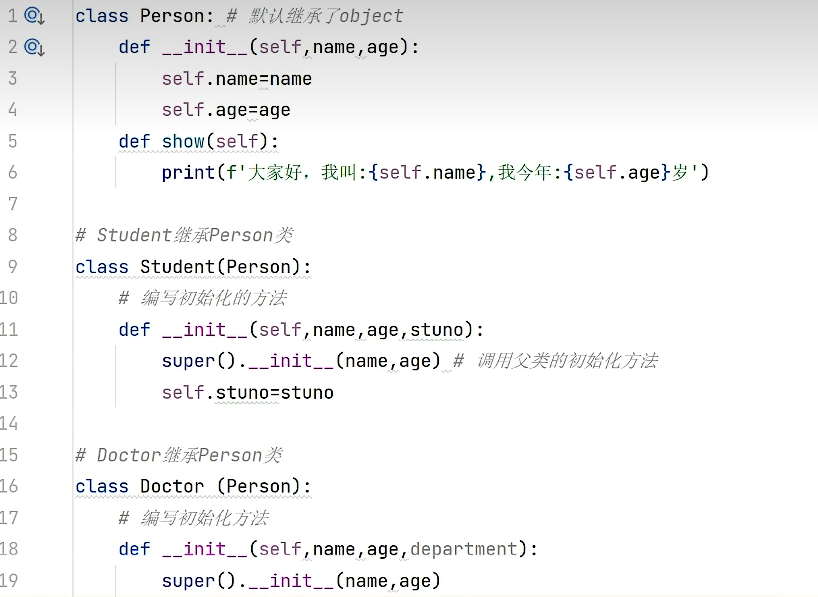 1 class Person: # 默认继承了object
2 def __init__(self,name,age):
3 self.name=name
4 self.age=age
5 def show(self):
6 print(f'大家好，我叫:{self.name},我今年:{self.age}岁')
7
8 # Student继承Person类
9 class Student(Person):
10 # 编写初始化的方法
11 def __init__(self,name,age,stuno):
12 super().__init__(name,age) # 调用父类的初始化方法
13 self.stuno=stuno
14
15 # Doctor继承Person类
16 class Doctor (Person):
17 # 编写初始化方法
18 def __init__(self,name,age,department):
19 super().__init__(name,age)